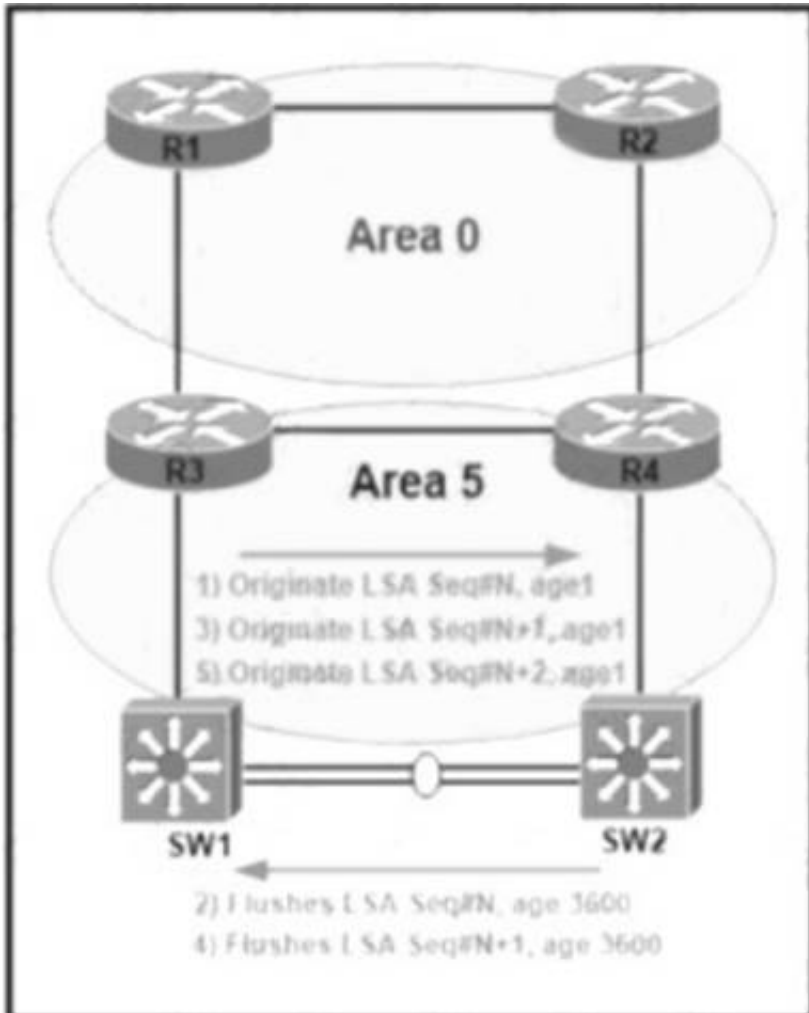 R1
R2
Area 0
R3
R4
Area 5
1) Originate LSA Seq#N, age1
3) Originate LSA Seq#N+1, age1
5) Originate LSA Seq#N+2, age1
SW1
SW2
2) Flushes LSA Seq#N, age 3600
4) Flushes LSA Seq#N+1, age 3600